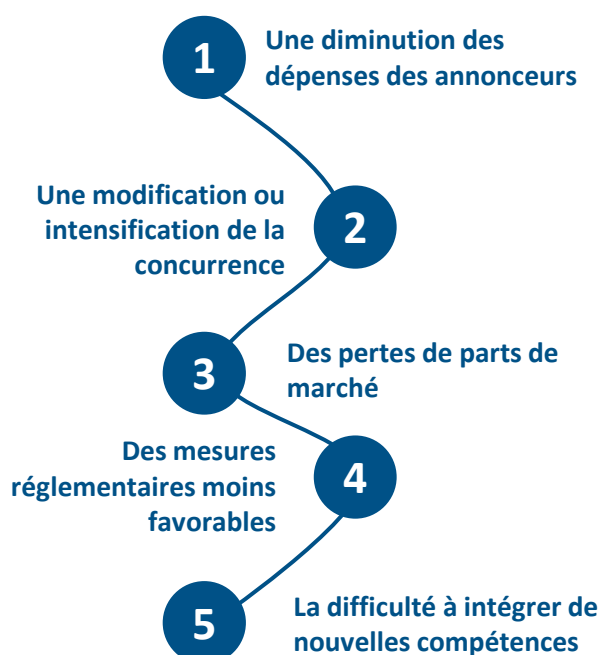 1
Une diminution des
dépenses des annonceurs
2
Une modification ou
intensification de la
concurrence
3
Des pertes de parts de
marché
4
Des mesures
réglementaires moins
favorables
5
La difficulté à intégrer de
nouvelles compétences